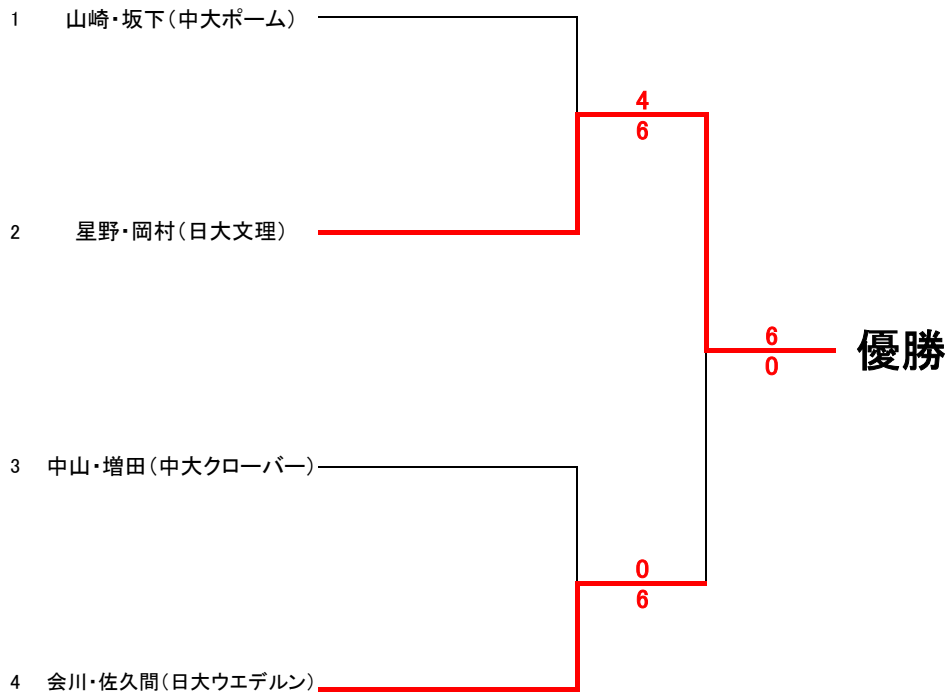 1 山崎・坂下(中大ポーム)
4
6
2 星野・岡村(日大文理)
6
0
優勝
3 中山・増田(中大クローバー)
0
6
4 会川・佐久間(日大ウエデルン)